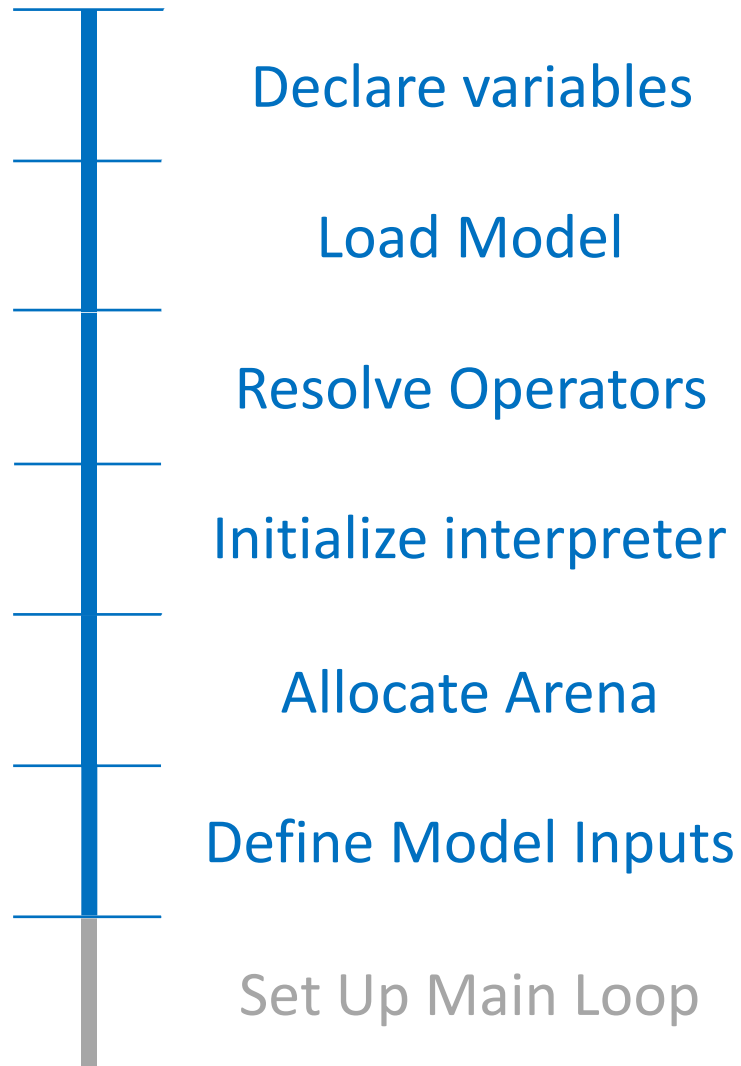 Declare variables
Load Model
Resolve Operators
Initialize interpreter
Allocate Arena
Define Model Inputs
Set Up Main Loop